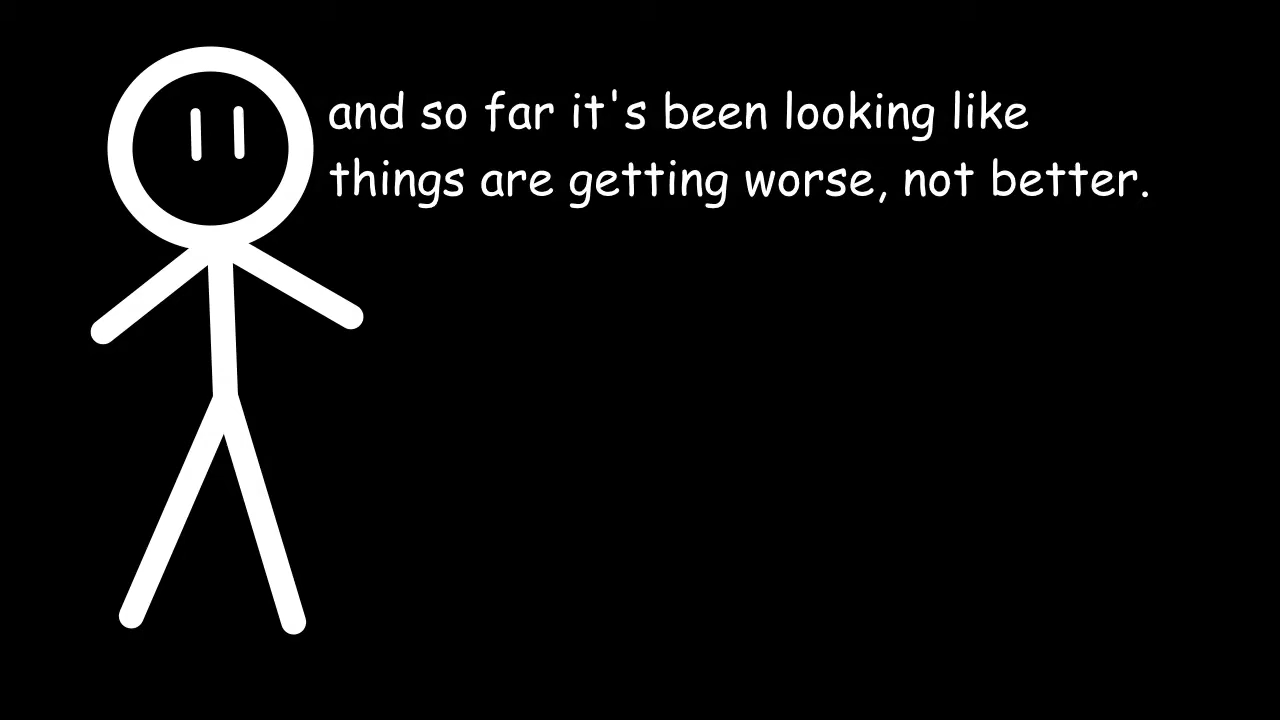 and so far it's been looking like
things are getting worse, not better.